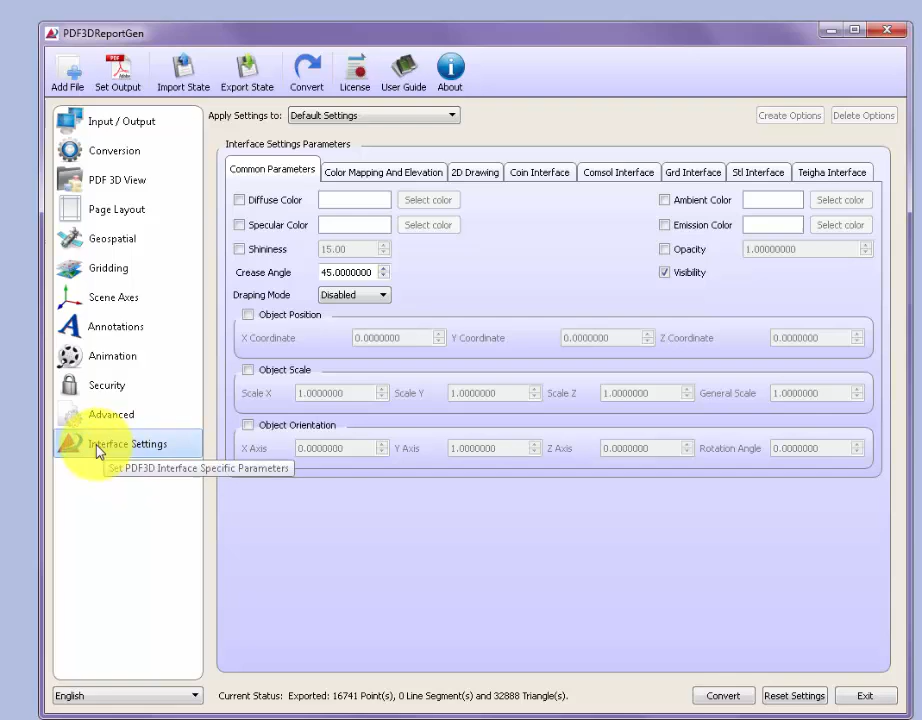 PDF3DReportGen
Add File Set Output Import State Export State Convert License User Guide About
Input / Output
Conversion
PDF 3D View
Page Layout
Geospatial
Gridding
Scene Axes
Annotations
Animation
Security
Advanced
Interface Settings
Set PDF3D Interface Specific Parameters
Apply Settings to: Default Settings Create Options Delete Options
Interface Settings Parameters
Common Parameters Color Mapping And Elevation 2D Drawing Coin Interface Comsol Interface Grd Interface Stl Interface Teigha Interface
Diffuse Color Select color Ambient Color Select color
Specular Color Select color Emission Color Select color
Shininess 15.00 Opacity 1.00000000
Crease Angle 45.0000000 Visibility
Draping Mode Disabled
Object Position
X Coordinate 0.0000000 Y Coordinate 0.0000000 Z Coordinate 0.0000000
Object Scale
Scale X 1.0000000 Scale Y 1.0000000 Scale Z 1.0000000 General Scale 1.0000000
Object Orientation
X Axis 0.0000000 Y Axis 1.0000000 Z Axis 0.0000000 Rotation Angle 0.0000000
English Current Status: Exported: 16741 Point(s), 0 Line Segment(s) and 32888 Triangle(s). Convert Reset Settings Exit